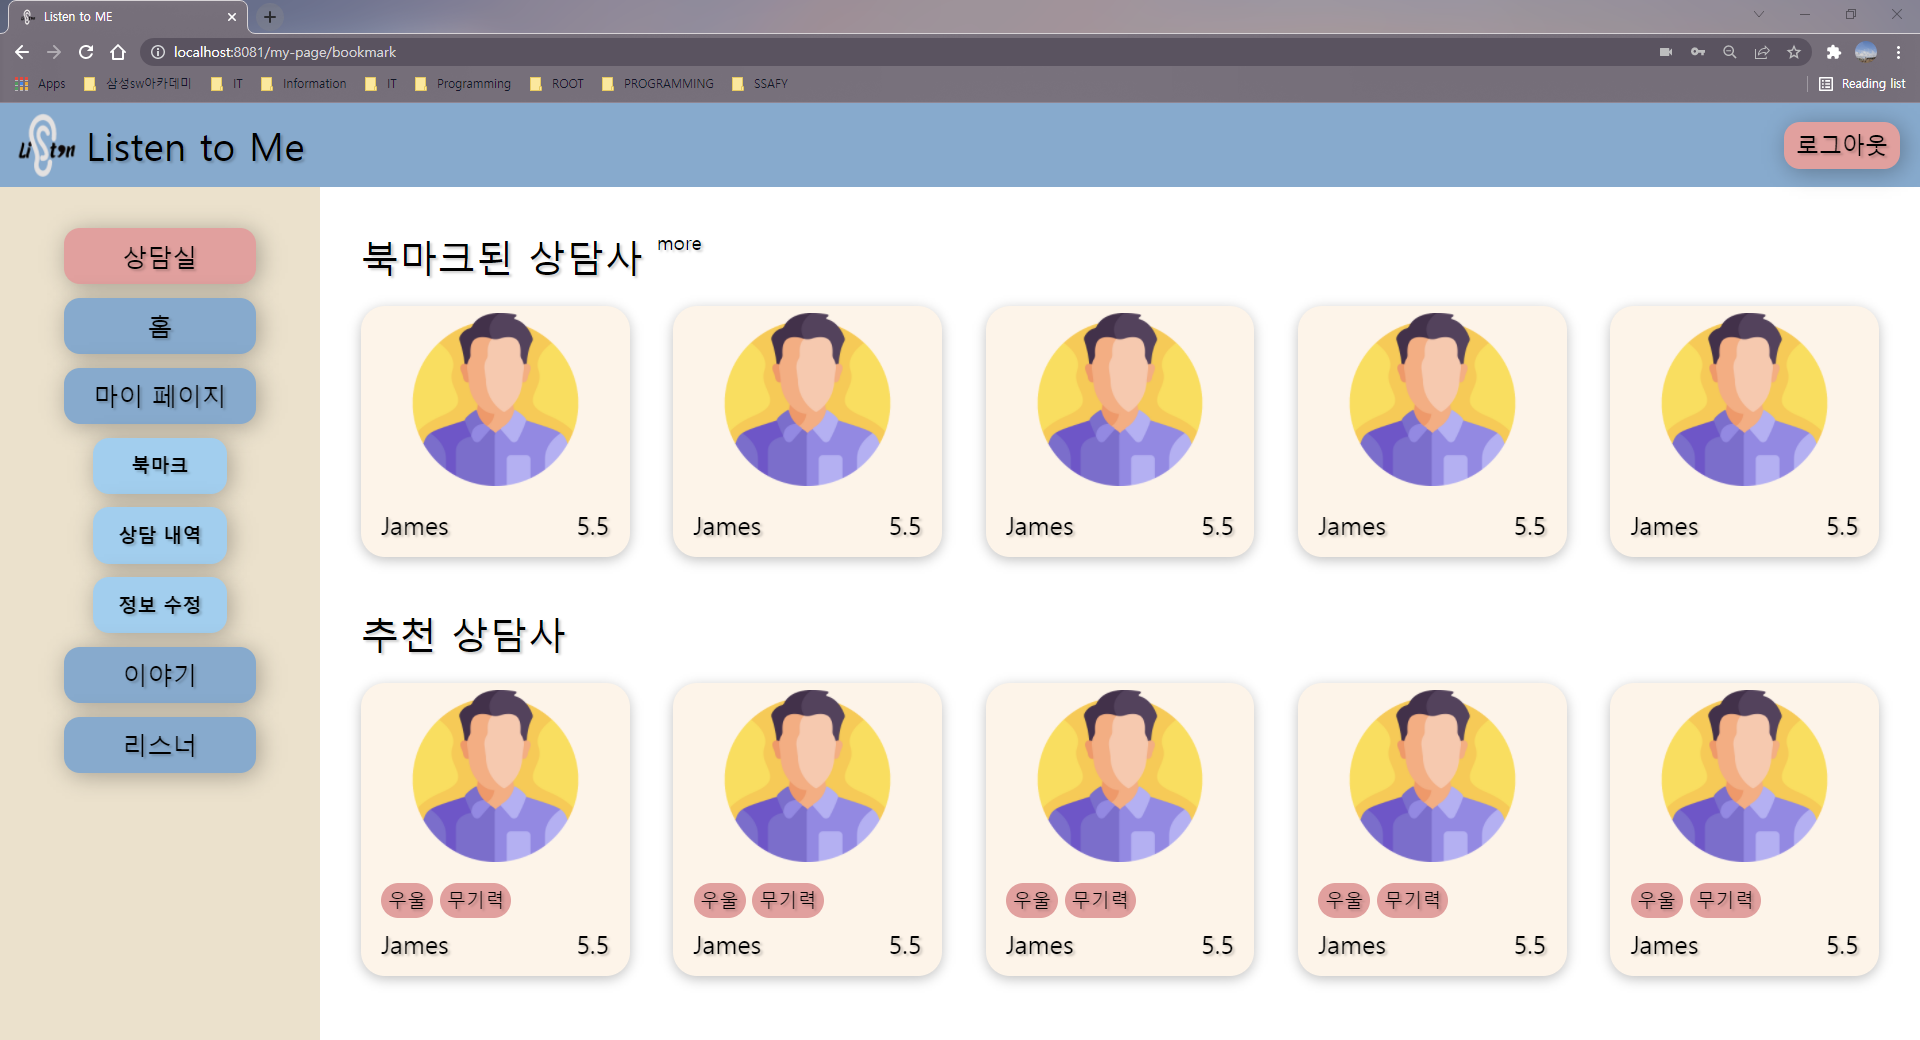 Listen to ME
localhost:8081/my-page/bookmark
Apps 삼성sw아카데미 IT Information IT Programming ROOT PROGRAMMING SSAFY Reading list
Listen Listen to Me 로그아웃
상담실
홈
마이 페이지
북마크
상담 내역
정보 수정
이야기
리스너
북마크된 상담사 more
James 5.5 James 5.5 James 5.5 James 5.5 James 5.5
추천 상담사
우울 무기력 우울 무기력 우울 무기력 우울 무기력 우울 무기력
James 5.5 James 5.5 James 5.5 James 5.5 James 5.5